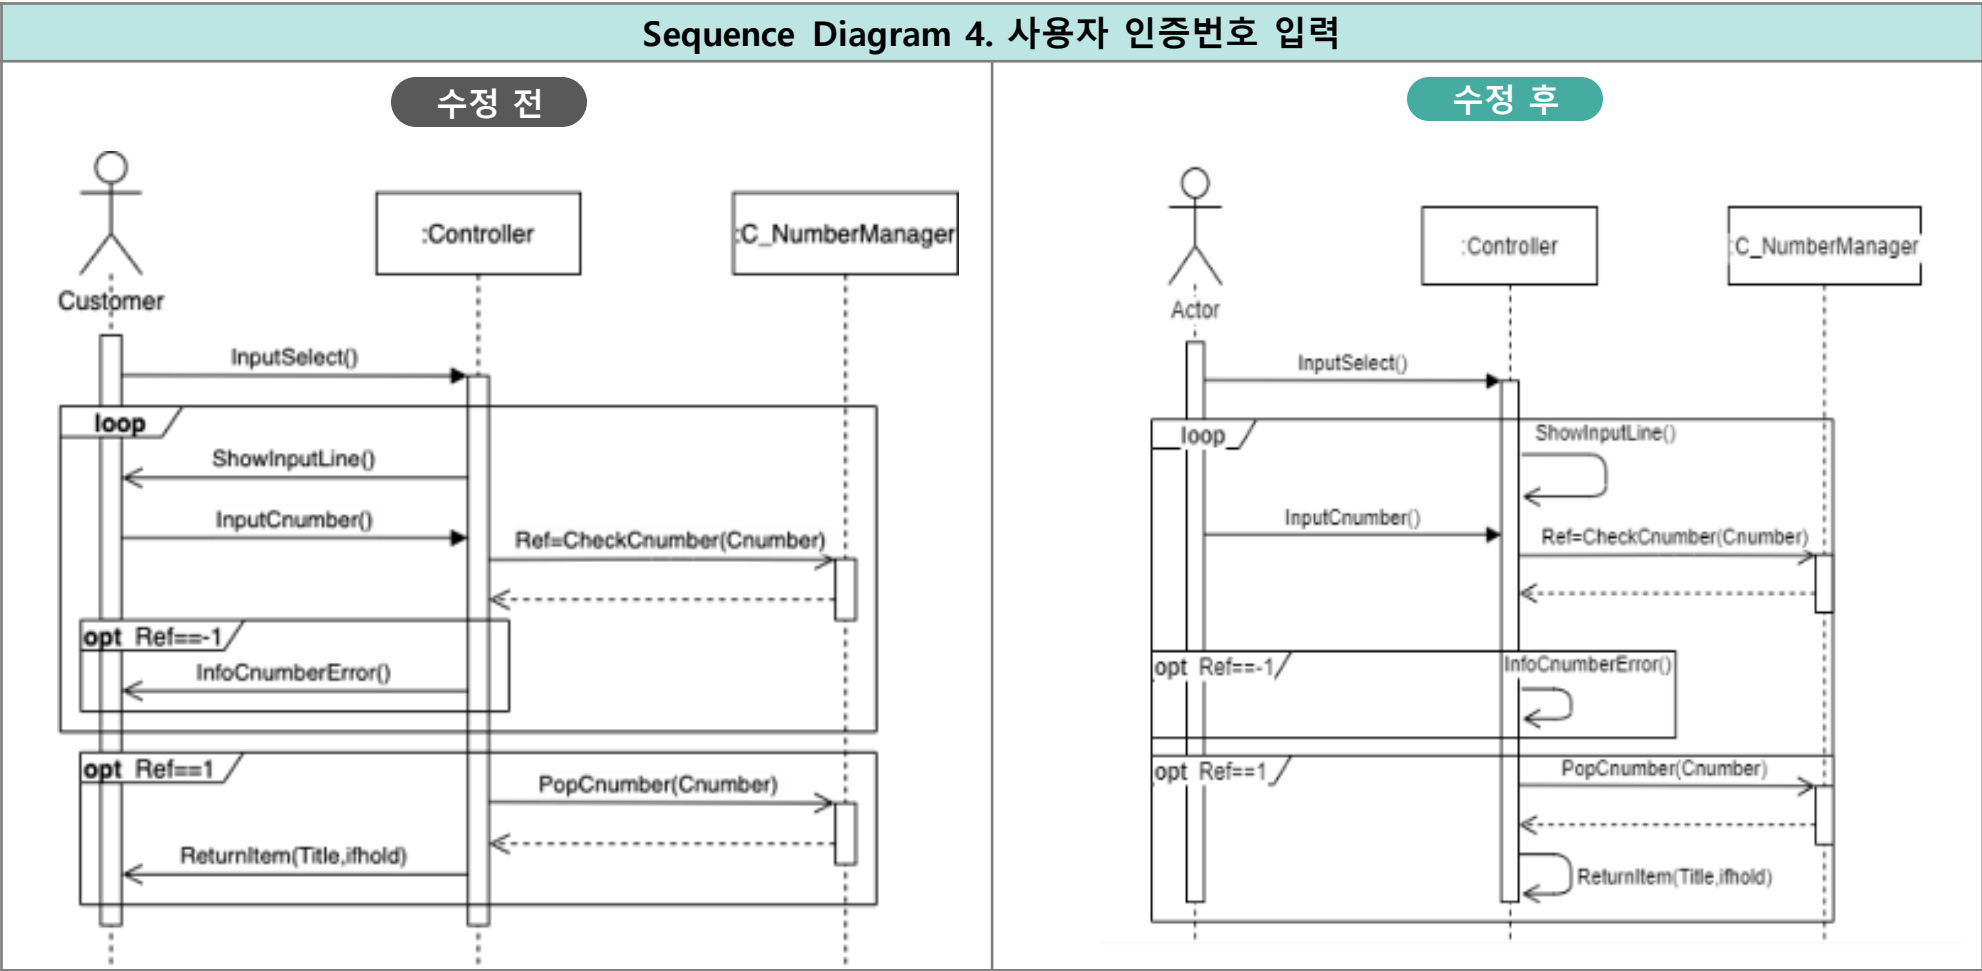 Sequence Diagram 4. 사용자 인증번호 입력
수정 전
Customer
:Controller
:C_NumberManager
InputSelect()
loop
ShowInputLine()
InputCnumber()
Ref=CheckCnumber(Cnumber)
opt Ref==-1
InfoCnumberError()
opt Ref==1
PopCnumber(Cnumber)
ReturnItem(Title,ifhold)
수정 후
Actor
:Controller
:C_NumberManager
InputSelect()
loop
ShowInputLine()
InputCnumber()
Ref=CheckCnumber(Cnumber)
opt Ref==-1
InfoCnumberError()
opt Ref==1
PopCnumber(Cnumber)
ReturnItem(Title,ifhold)